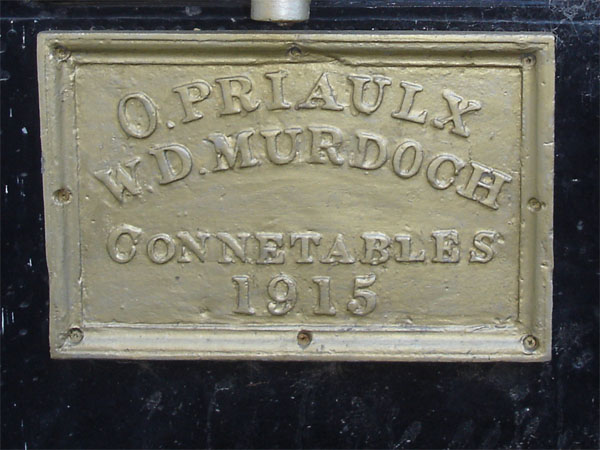 O. PRIAULX
W. D. MURDOCH
CONNETABLES
1915